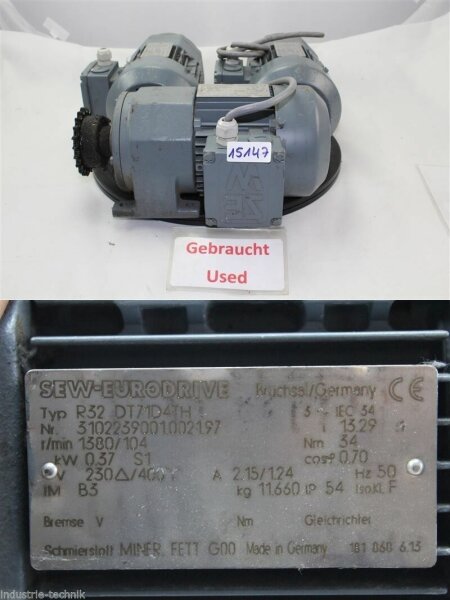 15147
Gebraucht
Used
SEW-EURODRIVE Bruchsal/Germany CE
Typ R32 DT71D4TH 3 ~ IEC 34
Nr. 3102239001.0021.97 i 13.29
r/min 1380/104 Nm 34
kW 0.37 S1 cosφ 0.70
V 230△/400Y A 2.15/1.24 Hz 50
IM B3 kg 11.660 IP 54 Iso.Kl. F
Bremse V Nm Gleichrichter
Schmierstoff MINER. FETT G00 Made in Germany 181 868 6.13
industrie-technik